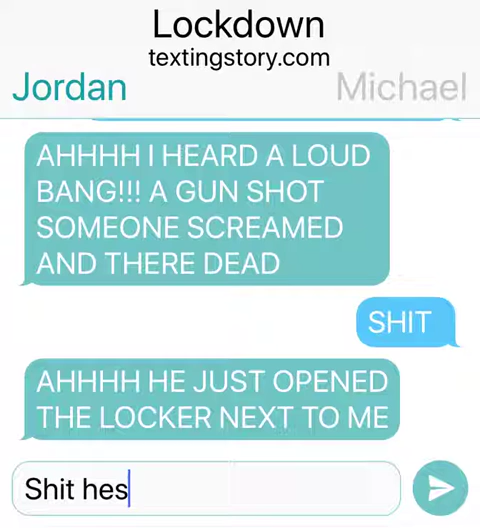 Lockdown
textingstory.com
Jordan Michael
AHHHH I HEARD A LOUD
BANG!!! A GUN SHOT
SOMEONE SCREAMED
AND THERE DEAD
SHIT
AHHHH HE JUST OPENED
THE LOCKER NEXT TO ME
Shit hes